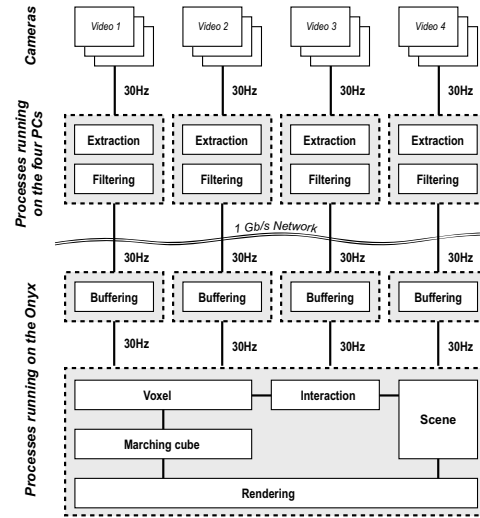 Cameras
Video 1 Video 2 Video 3 Video 4
30Hz 30Hz 30Hz 30Hz
Processes running
on the four PCs
Extraction Extraction Extraction Extraction
Filtering Filtering Filtering Filtering
1 Gb/s Network
30Hz 30Hz 30Hz 30Hz
Processes running on the Onyx
Buffering Buffering Buffering Buffering
30Hz 30Hz 30Hz 30Hz
Voxel Interaction Scene
Marching cube
Rendering